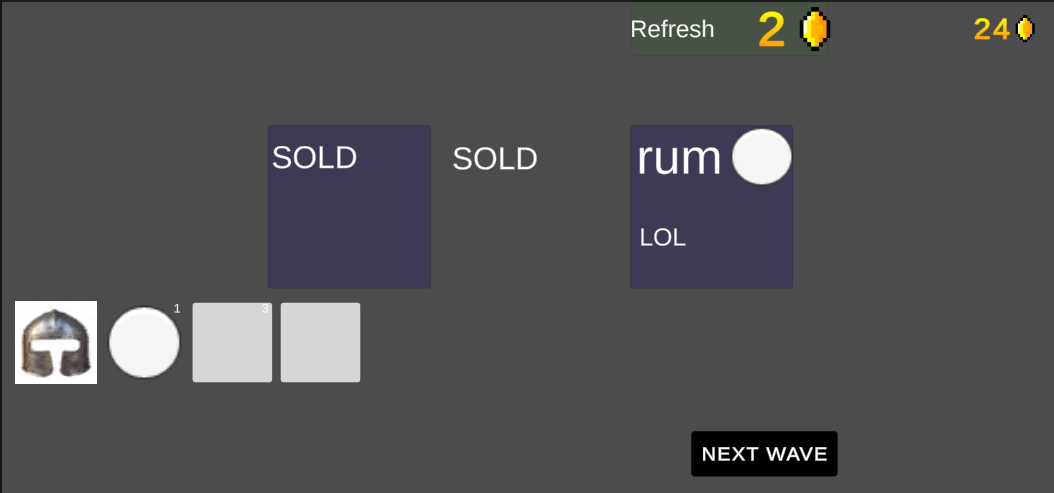 Refresh 2
24
SOLD
SOLD
rum
LOL
1
3
NEXT WAVE